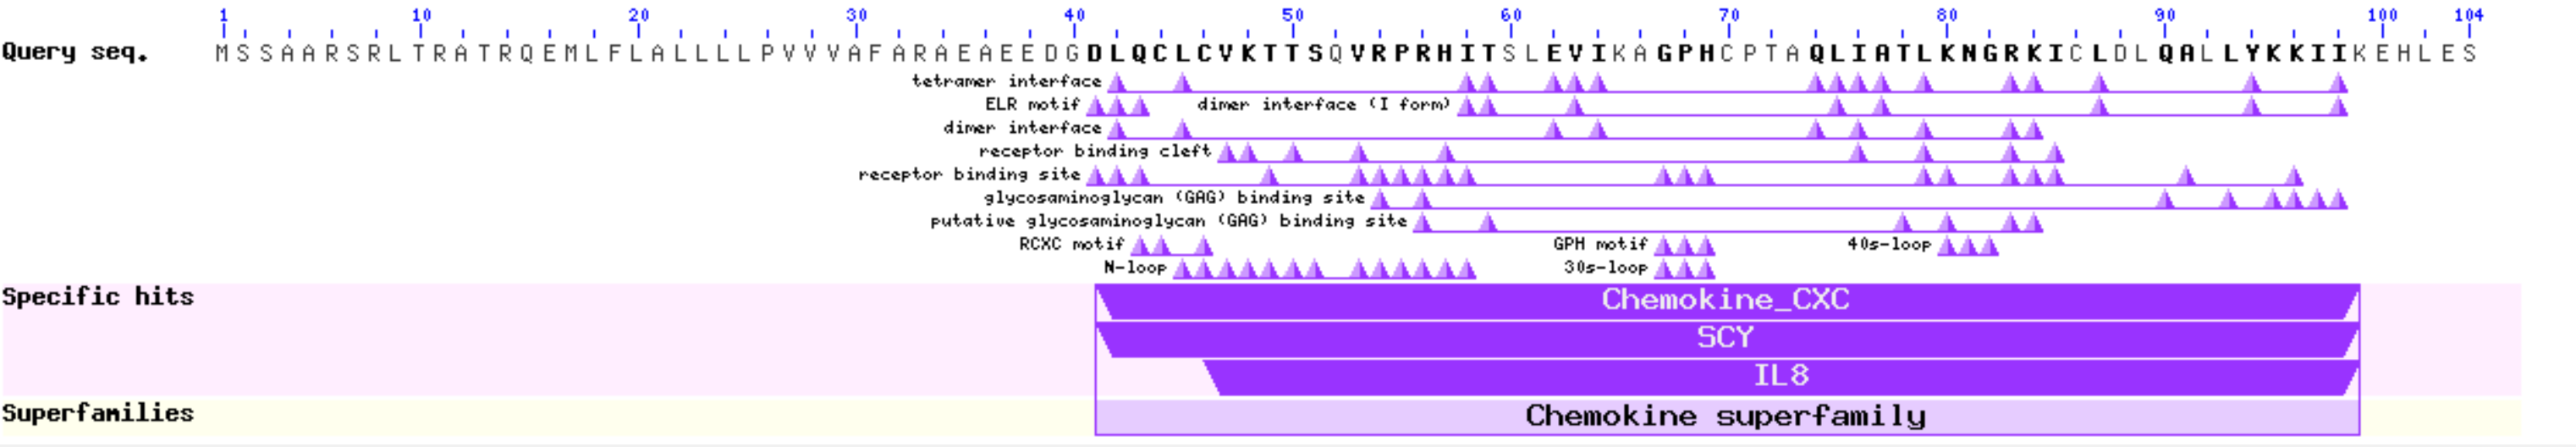 1 10 20 30 40 50 60 70 80 90 100 104
Query seq. MSSAARSRLTRATRQEMLFLALLLLPVVVAFARAEAEEDGDLQCLCVKTTSQVRPRHITSLEVIKAGPHCPTAQLIATLKNGRKICLDLQALLYKKIIKEHLES
tetramer interface
ELR motif dimer interface (I form)
dimer interface
receptor binding cleft
receptor binding site
glycosaminoglycan (GAG) binding site
putative glycosaminoglycan (GAG) binding site
RCXC motif GPH motif 40s-loop
N-loop 30s-loop
Specific hits Chemokine_CXC
SCY
IL8
Superfamilies Chemokine superfamily